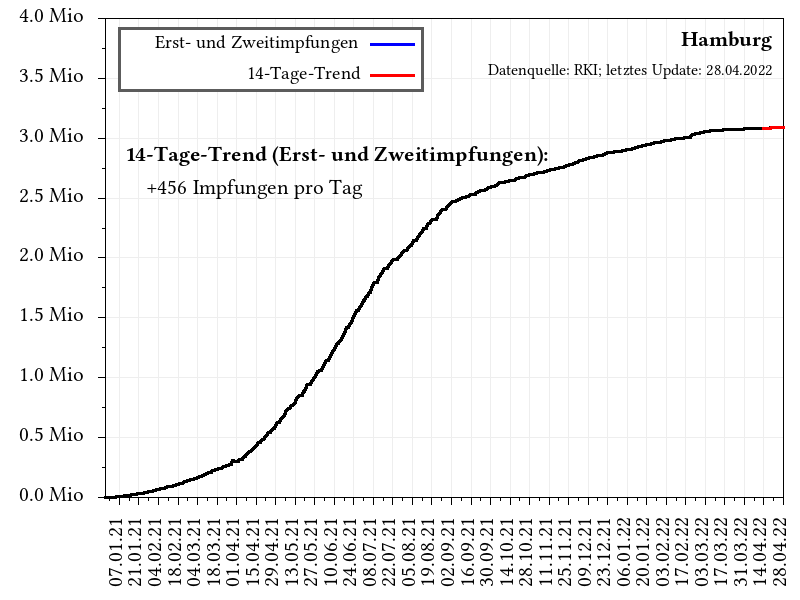 4.0 Mio
3.5 Mio
3.0 Mio
2.5 Mio
2.0 Mio
1.5 Mio
1.0 Mio
0.5 Mio
0.0 Mio
Erst- und Zweitimpfungen
14-Tage-Trend
Hamburg
Datenquelle: RKI; letztes Update: 28.04.2022
14-Tage-Trend (Erst- und Zweitimpfungen):
+456 Impfungen pro Tag
07.01.21
21.01.21
04.02.21
18.02.21
04.03.21
18.03.21
01.04.21
15.04.21
29.04.21
13.05.21
27.05.21
10.06.21
24.06.21
08.07.21
22.07.21
05.08.21
19.08.21
02.09.21
16.09.21
30.09.21
14.10.21
28.10.21
11.11.21
25.11.21
09.12.21
23.12.21
06.01.22
20.01.22
03.02.22
17.02.22
03.03.22
17.03.22
31.03.22
14.04.22
28.04.22